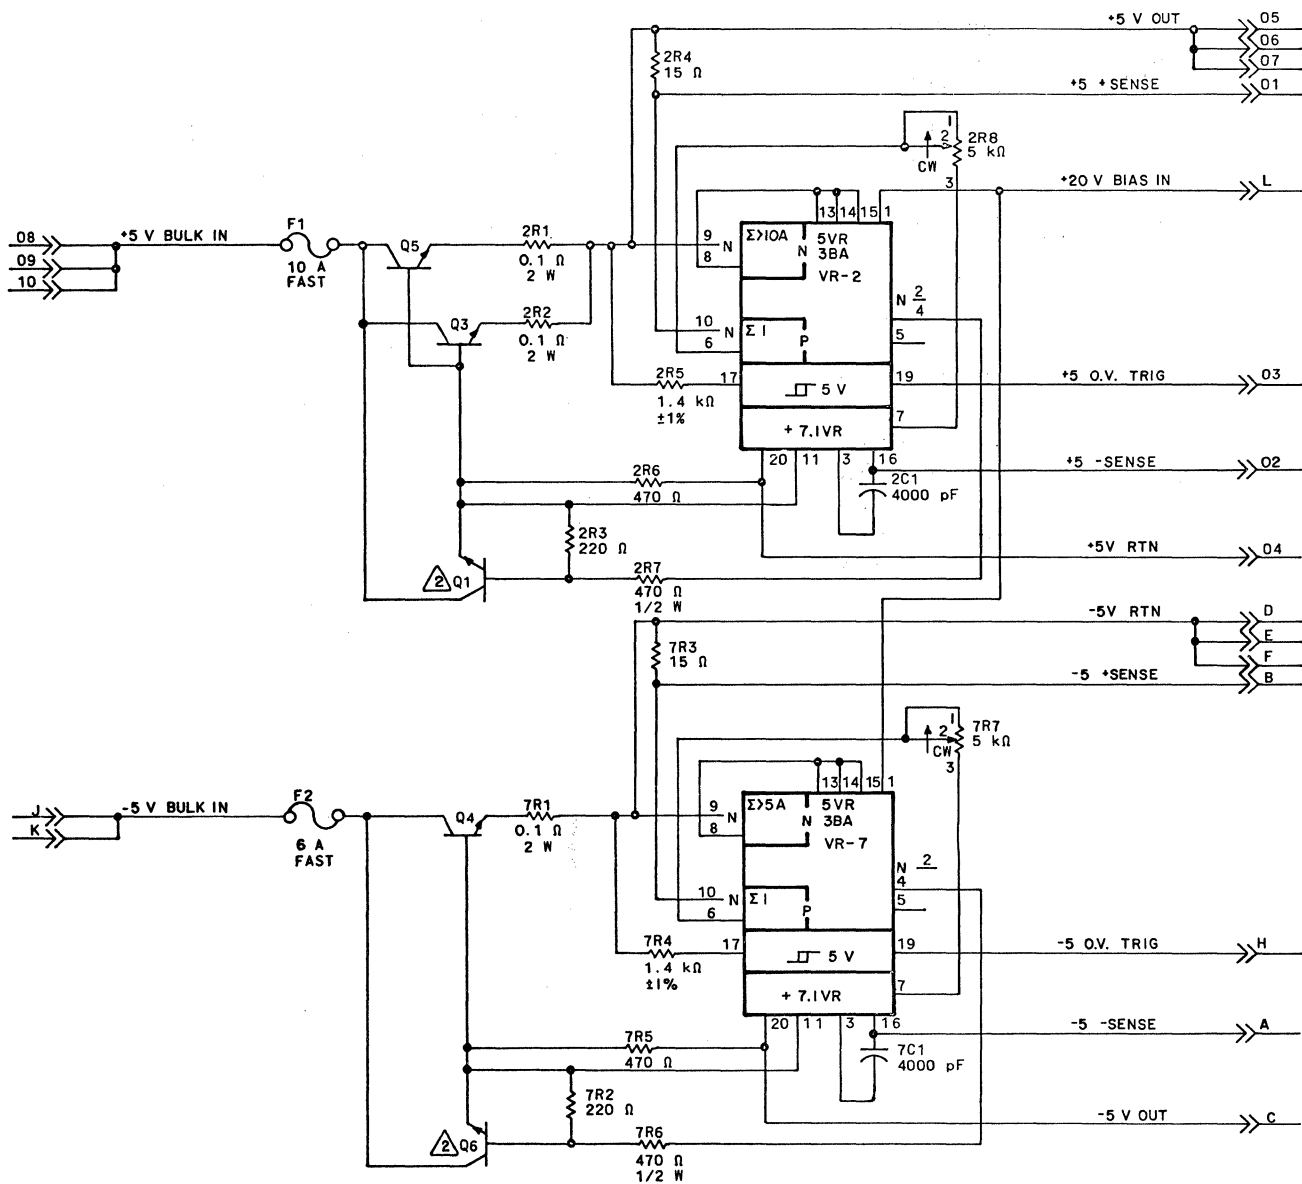 +5 V OUT
05
06
07
2R4
15 Ω
+5 +SENSE
01
1
2
2R8
5 kΩ
CW
3
+20 V BIAS IN
L
13 14 15 1
08
09
10
+5 V BULK IN
F1
10 A
FAST
Q5
2R1
0.1 Ω
2 W
9
N
8
Σ>10A
N
5VR
3BA
VR-2
N 2
4
5
Q3
2R2
0.1 Ω
2 W
10
N
6
Σ I
P
2R5
1.4 kΩ
±1%
17
5 V
19
+5 O.V. TRIG
03
+ 7.1VR
7
20 11 3 16
+5 -SENSE
02
2R6
470 Ω
2C1
4000 pF
2R3
220 Ω
+5V RTN
04
2
Q1
2R7
470 Ω
1/2 W
-5V RTN
D
E
F
7R3
15 Ω
-5 +SENSE
B
1
2
7R7
5 kΩ
CW
3
13 14 15 1
J
K
-5 V BULK IN
F2
6 A
FAST
Q4
7R1
0.1 Ω
2 W
9
N
8
Σ>5A
N
5VR
3BA
VR-7
N 2
4
5
10
N
6
Σ I
P
7R4
1.4 kΩ
±1%
17
5 V
19
-5 O.V. TRIG
H
+ 7.1VR
7
20 11 3 16
-5 -SENSE
A
7R5
470 Ω
7C1
4000 pF
7R2
220 Ω
-5 V OUT
C
2
Q6
7R6
470 Ω
1/2 W